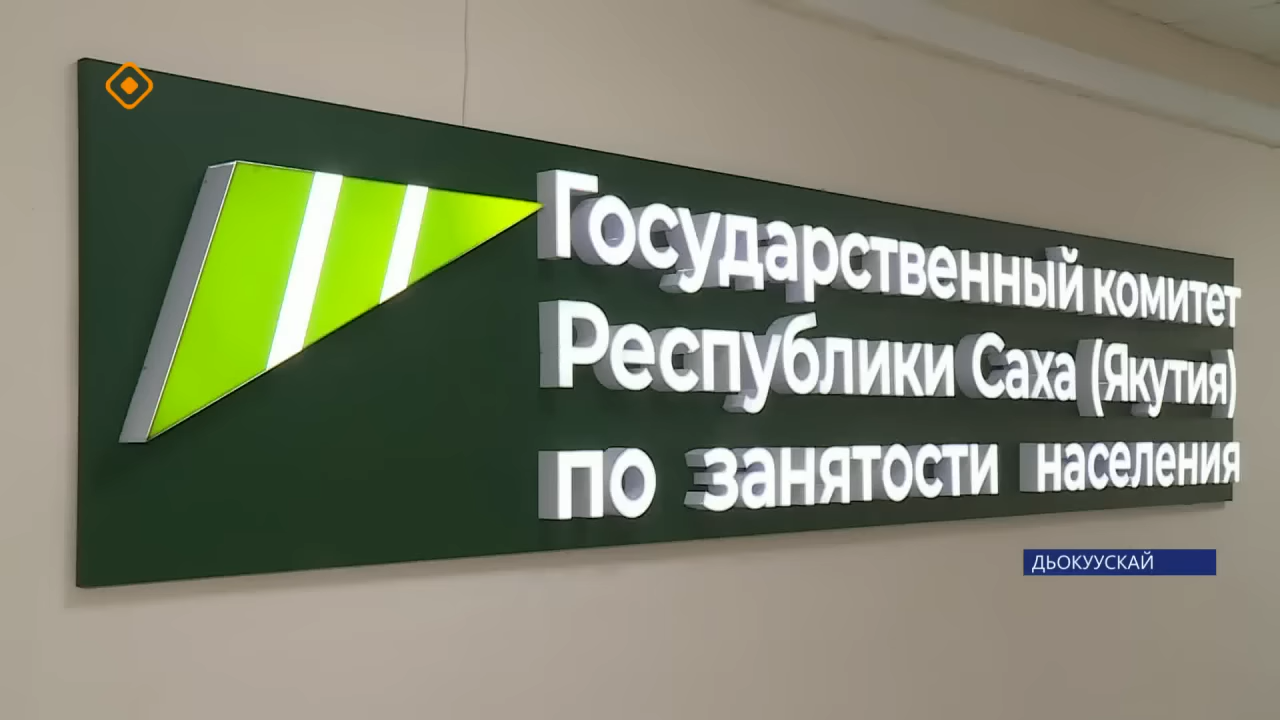 Государственный комитет
Республики Саха (Якутия)
по занятости населения
ДЬОКУУСКАЙ